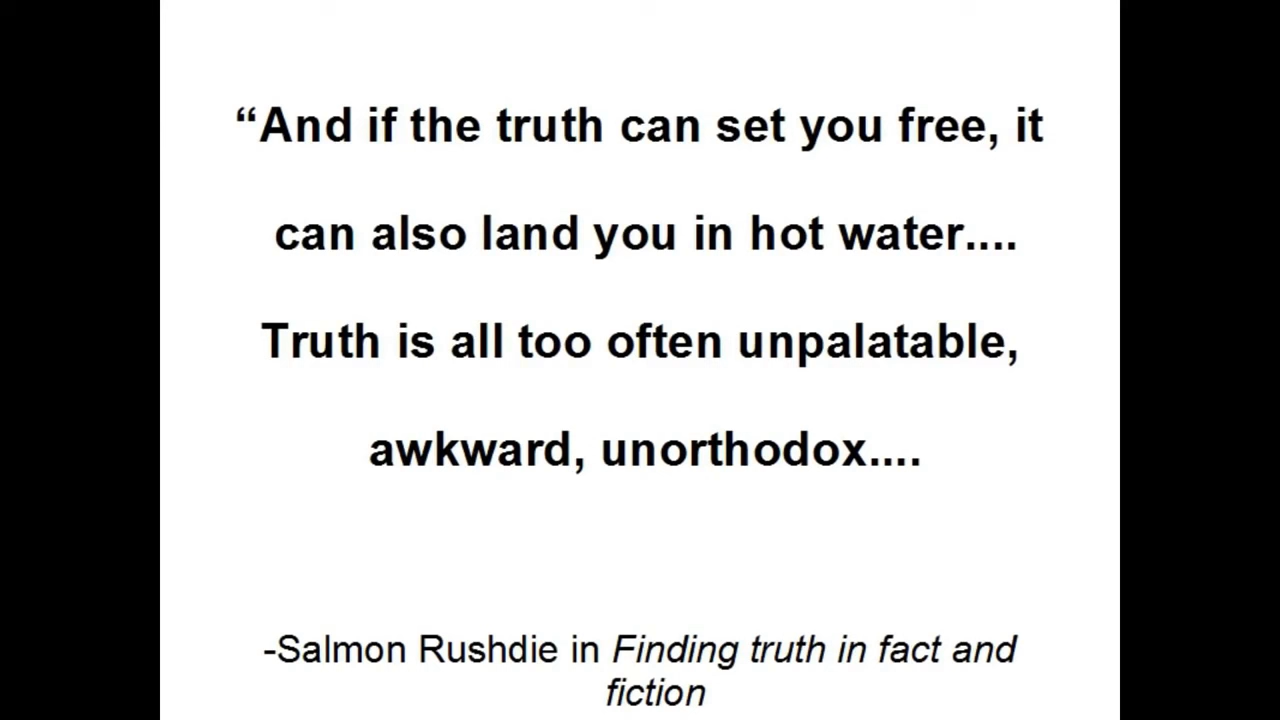 “And if the truth can set you free, it
can also land you in hot water....
Truth is all too often unpalatable,
awkward, unorthodox....
-Salmon Rushdie in Finding truth in fact and
fiction